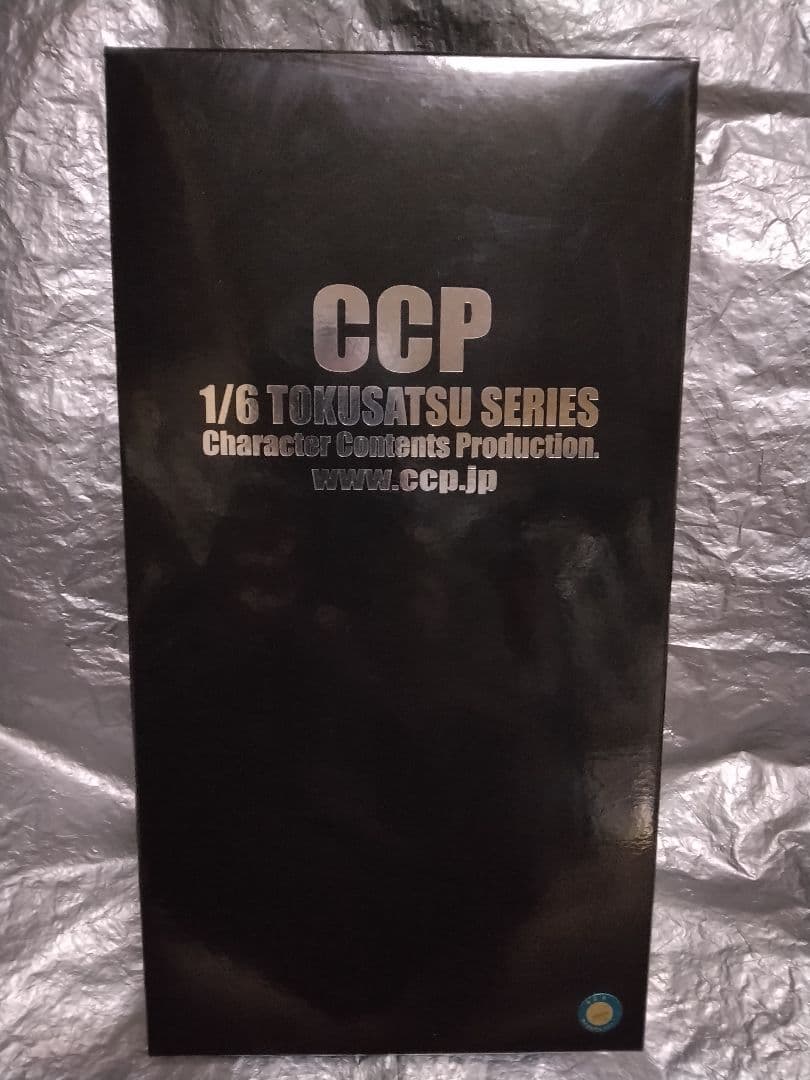 CCP
1/6 TOKUSATSU SERIES
Character Contents Production.
www.ccp.jp